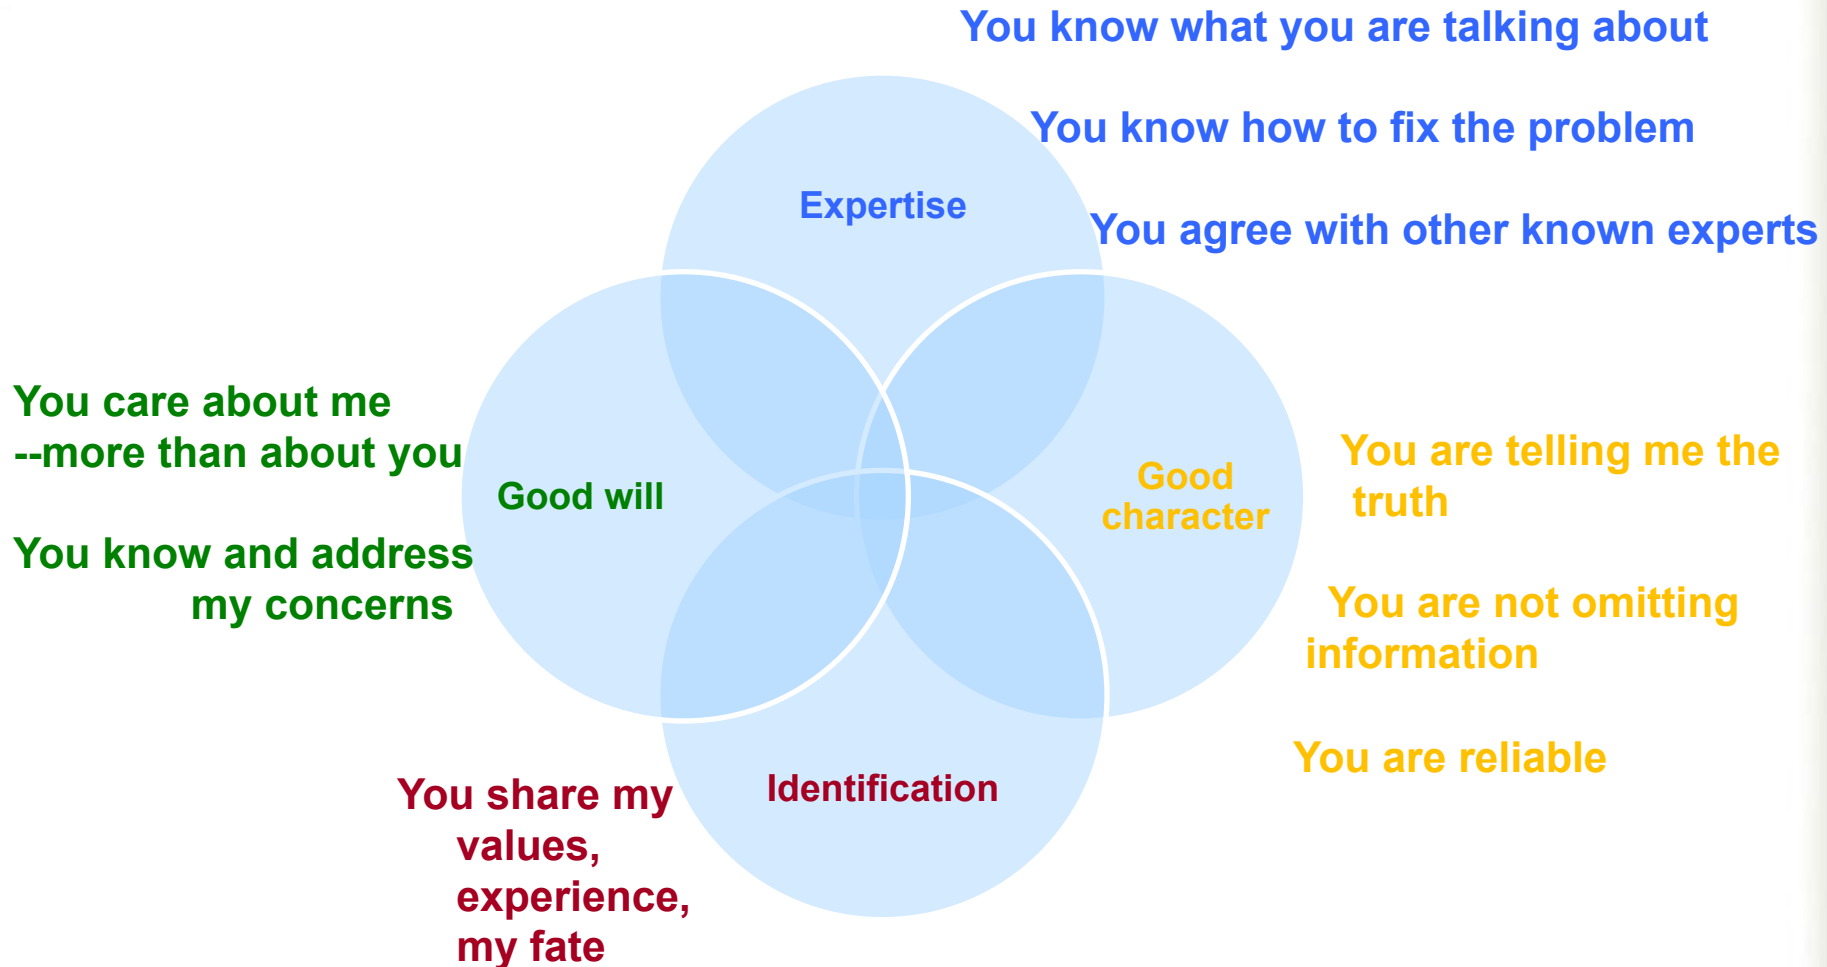 You know what you are talking about
You know how to fix the problem
Expertise
You agree with other known experts
You care about me
--more than about you
Good will
You know and address
my concerns
Good
character
You are telling me the
truth
You are not omitting
information
You are reliable
Identification
You share my
values,
experience,
my fate